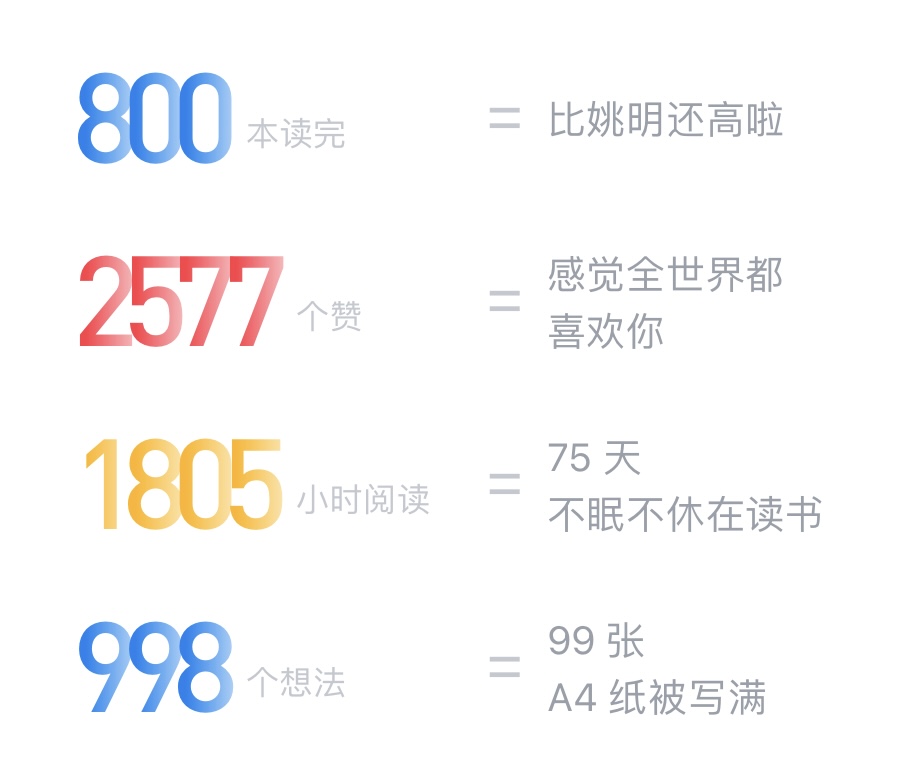 800 本读完 = 比姚明还高啦
2577 个赞 = 感觉全世界都
喜欢你
1805 小时阅读 = 75 天
不眠不休在读书
998 个想法 = 99 张
A4 纸被写满